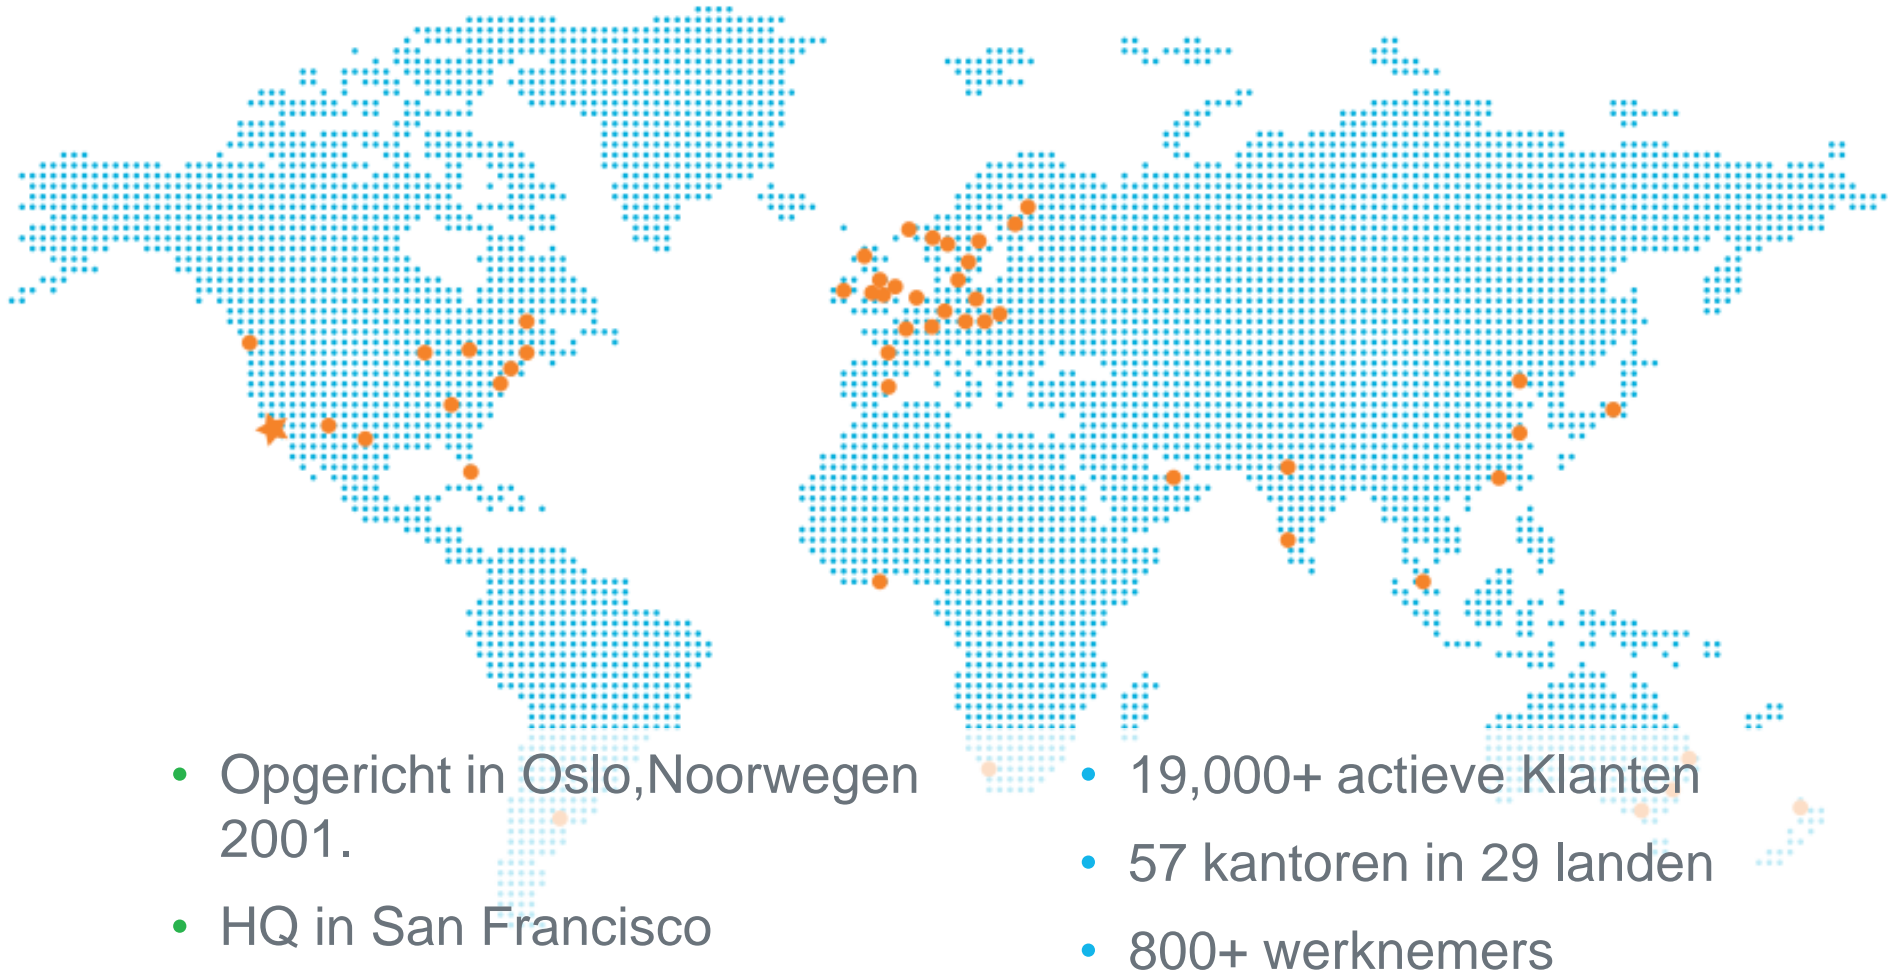 • Opgericht in Oslo,Noorwegen
2001.
• HQ in San Francisco
• 19,000+ actieve Klanten
• 57 kantoren in 29 landen
• 800+ werknemers